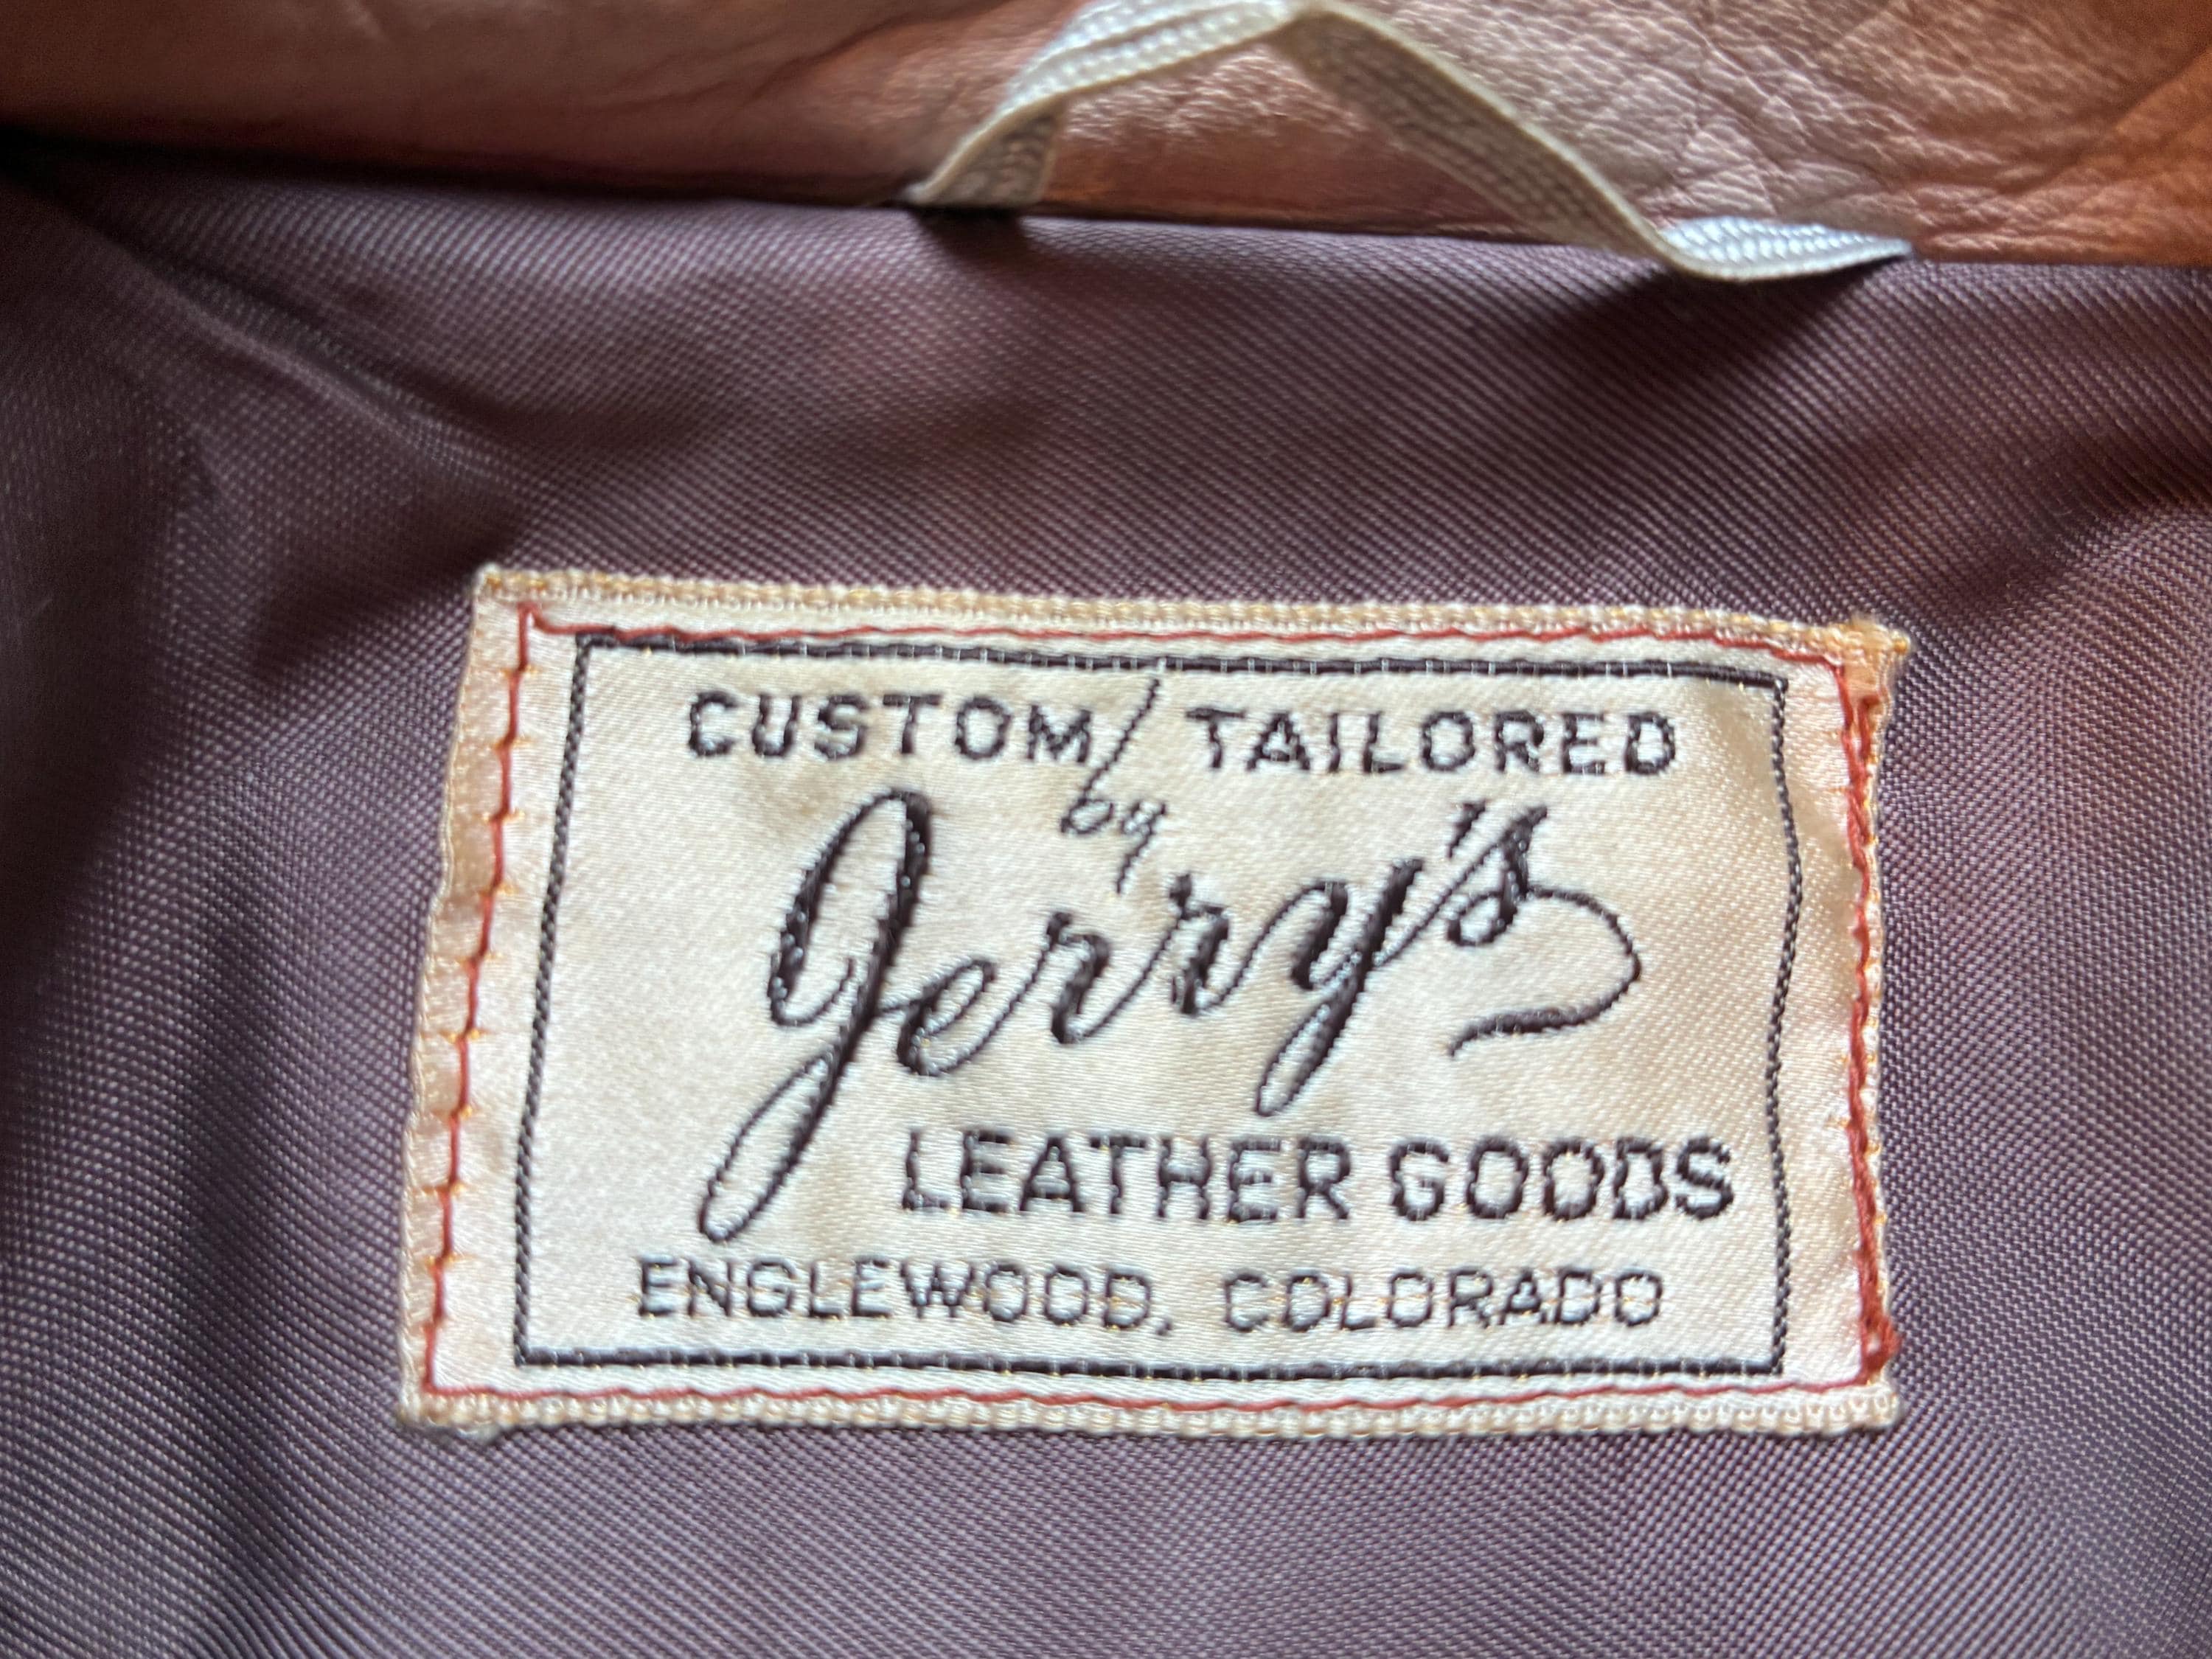 CUSTOM/TAILORED
by
Jerry's
LEATHER GOODS
ENGLEWOOD, COLORADO